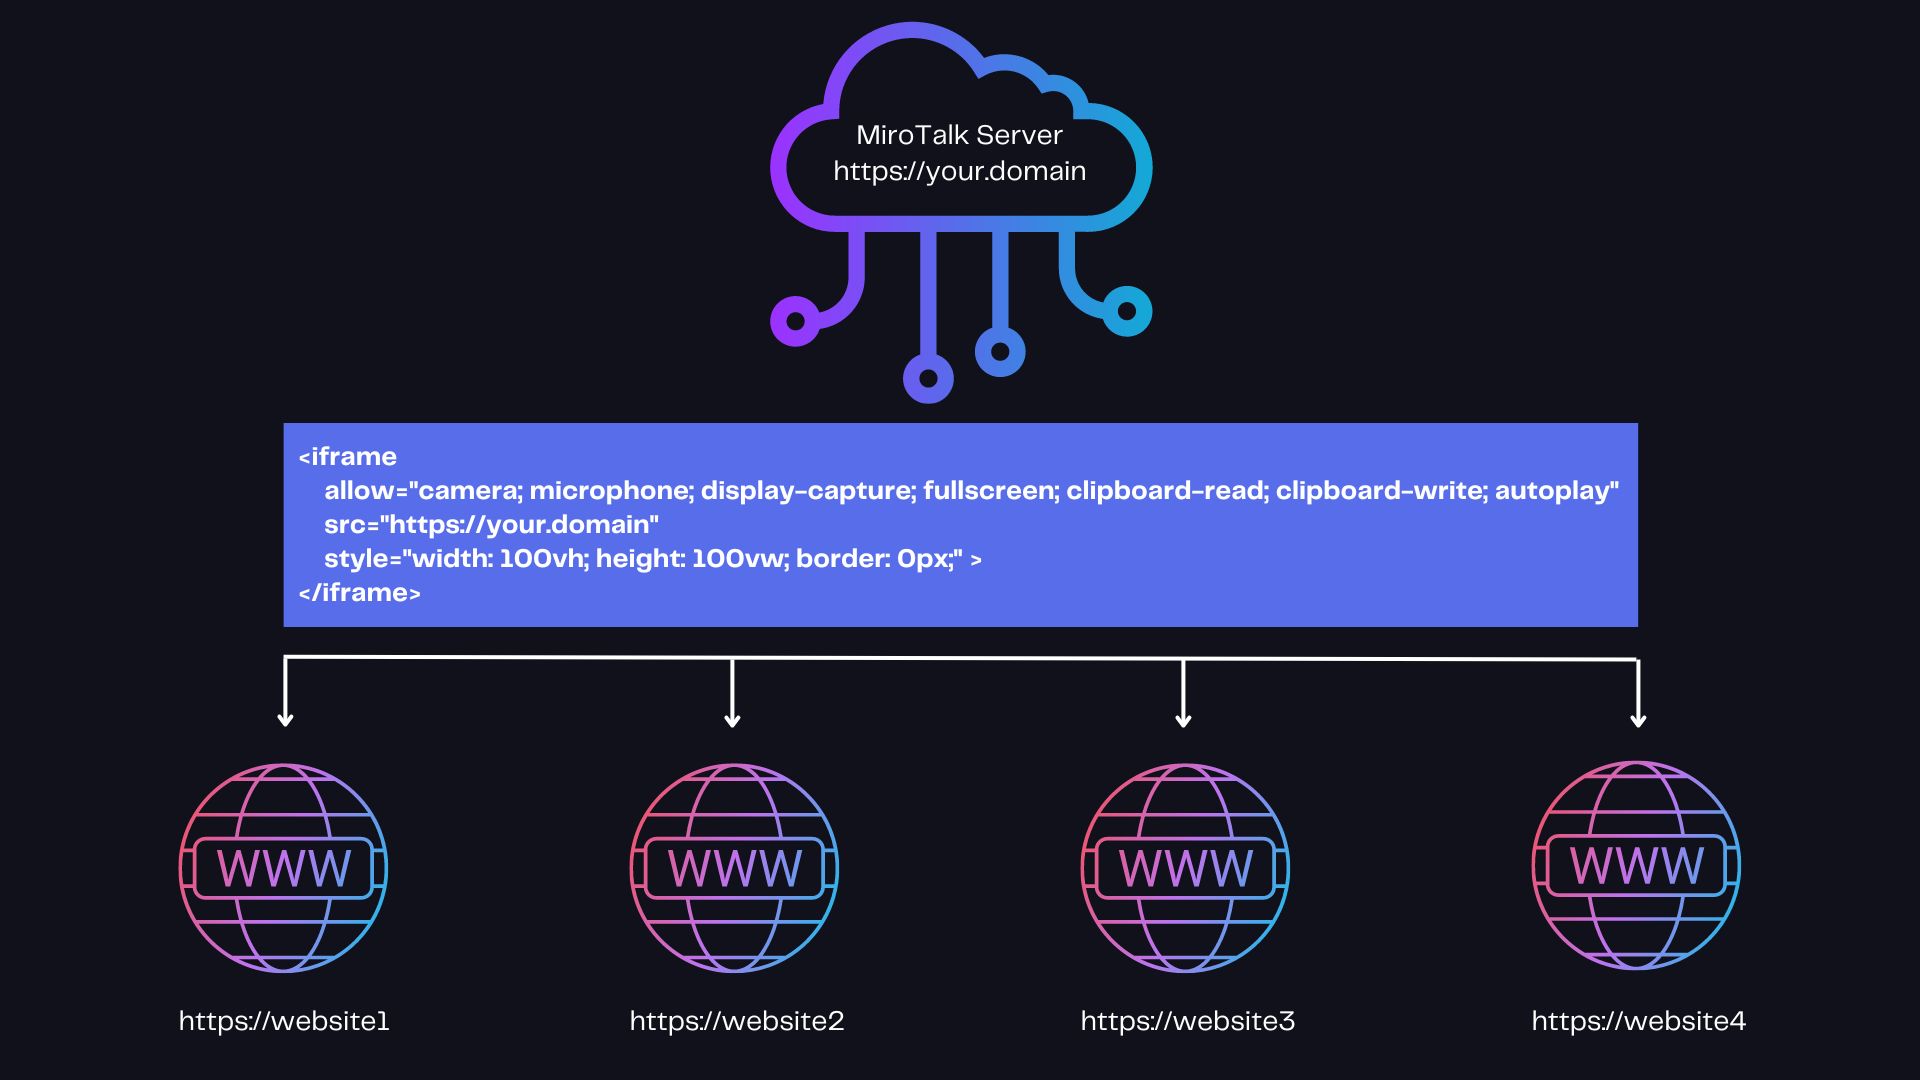 MiroTalk Server
https://your.domain
<iframe
allow="camera; microphone; display-capture; fullscreen; clipboard-read; clipboard-write; autoplay"
src="https://your.domain"
style="width: 100vh; height: 100vw; border: 0px;" >
</iframe>
WWW WWW WWW WWW
https://website1 https://website2 https://website3 https://website4